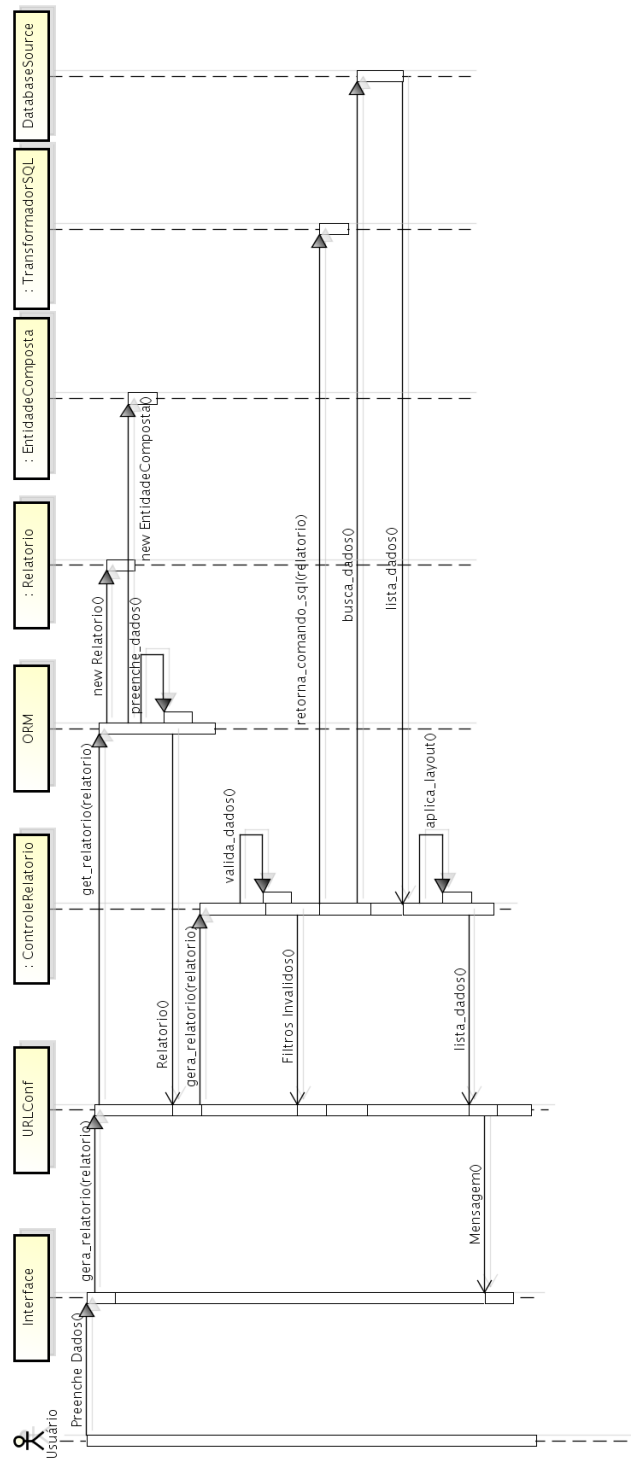 Usuário
Interface
URLConf
: ControleRelatorio
ORM
: Relatorio
: EntidadeComposta
: TransformadorSQL
DatabaseSource
Preenche Dados()
gera_relatorio(relatorio)
get_relatorio(relatorio)
new Relatorio()
new EntidadeComposta()
preenche_dados()
Relatorio()
gera_relatorio(relatorio)
valida_dados()
Filtros Invalidos()
retorna_comando_sql(relatorio)
busca_dados()
lista_dados()
aplica_layout()
lista_dados()
Mensagem()